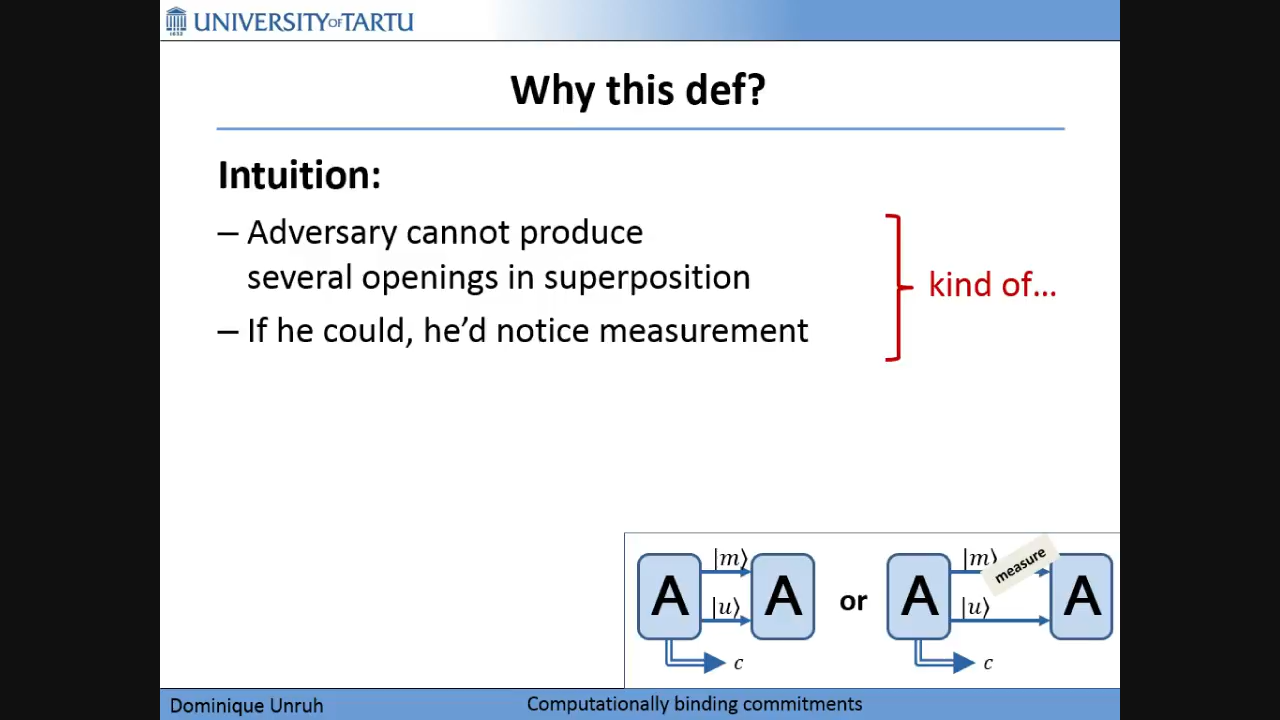 UNIVERSITY OF TARTU
1632
Why this def?
Intuition:
– Adversary cannot produce
several openings in superposition
– If he could, he’d notice measurement
kind of…
|m⟩
|m⟩
measure
A
A
or
A
A
|u⟩
|u⟩
c
c
Dominique Unruh
Computationally binding commitments